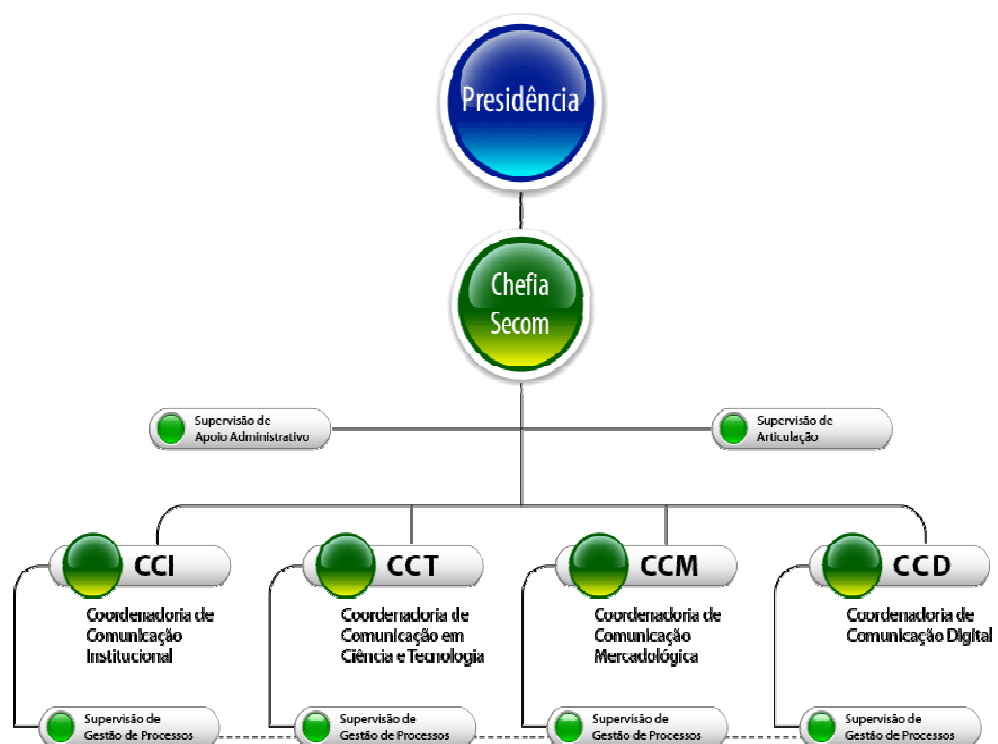 Presidência
Chefia
Secom
Supervisão de
Apoio Administrativo
Supervisão de
Articulação
CCI
CCT
CCM
CCD
Coordenadoria de
Comunicação
Institucional
Coordenadoria de
Comunicação em
Ciência e Tecnologia
Coordenadoria de
Comunicação
Mercadológica
Coordenadoria de
Comunicação Digital
Supervisão de
Gestão de Processos
Supervisão de
Gestão de Processos
Supervisão de
Gestão de Processos
Supervisão de
Gestão de Processos